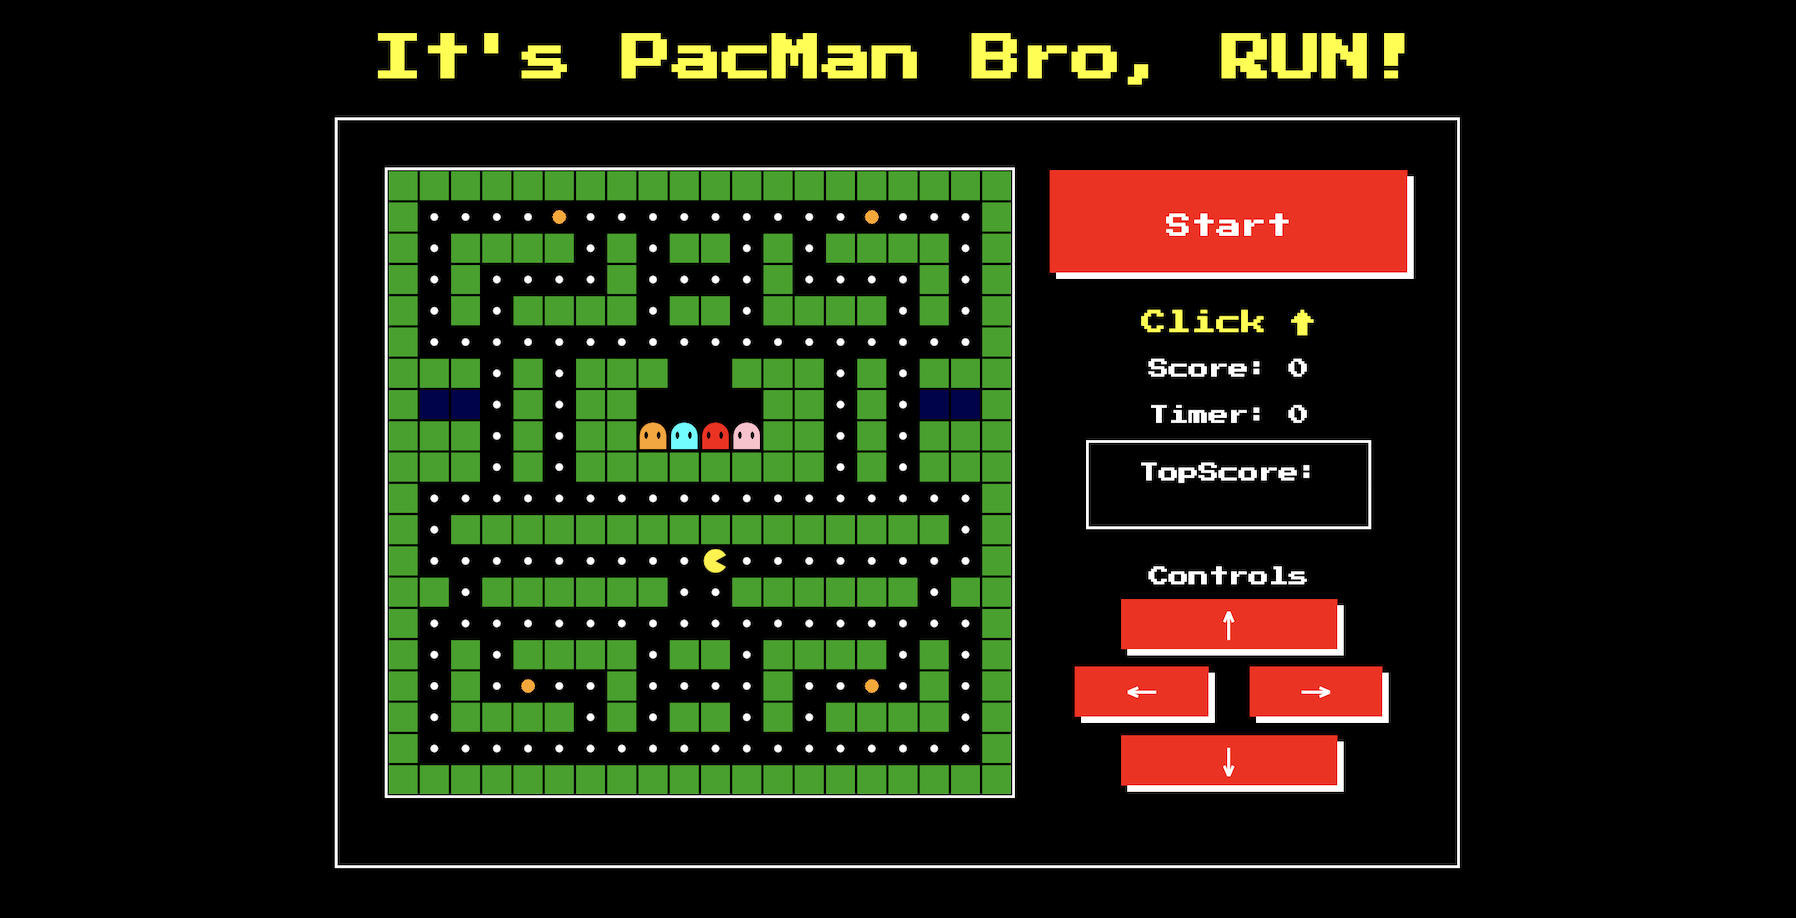 It's PacMan Bro, RUN!
Start
Click ⬆
Score: 0
Timer: 0
TopScore:
Controls
↑
← →
↓